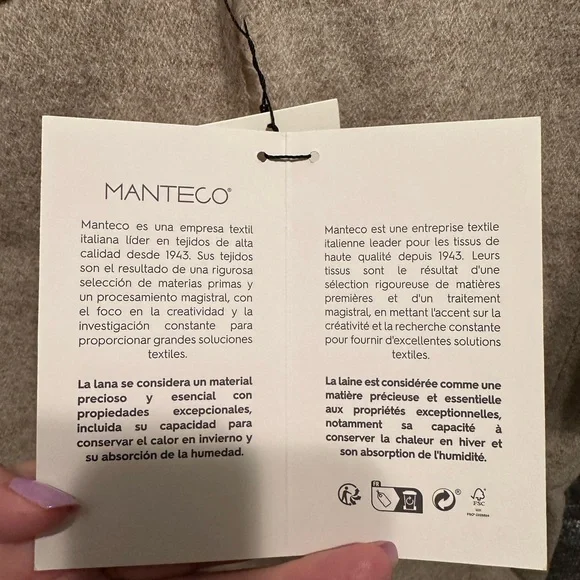 MANTECO®
Manteco es una empresa textil
italiana líder en tejidos de alta
calidad desde 1943. Sus tejidos
son el resultado de una rigurosa
selección de materias primas y
un procesamiento magistral, con
el foco en la creatividad y la
investigación constante para
proporcionar grandes soluciones
textiles.
La lana se considera un material
precioso y esencial con
propiedades excepcionales,
incluida su capacidad para
conservar el calor en invierno y
su absorción de la humedad.
Manteco est une entreprise textile
italienne leader pour les tissus de
haute qualité depuis 1943. Leurs
tissus sont le résultat d'une
sélection rigoureuse de matières
premières et d'un traitement
magistral, en mettant l'accent sur la
créativité et la recherche constante
pour fournir d'excellentes solutions
textiles.
La laine est considérée comme une
matière précieuse et essentielle
aux propriétés exceptionnelles,
notamment sa capacité à
conserver la chaleur en hiver et
son absorption de l'humidité.
FR
FSC